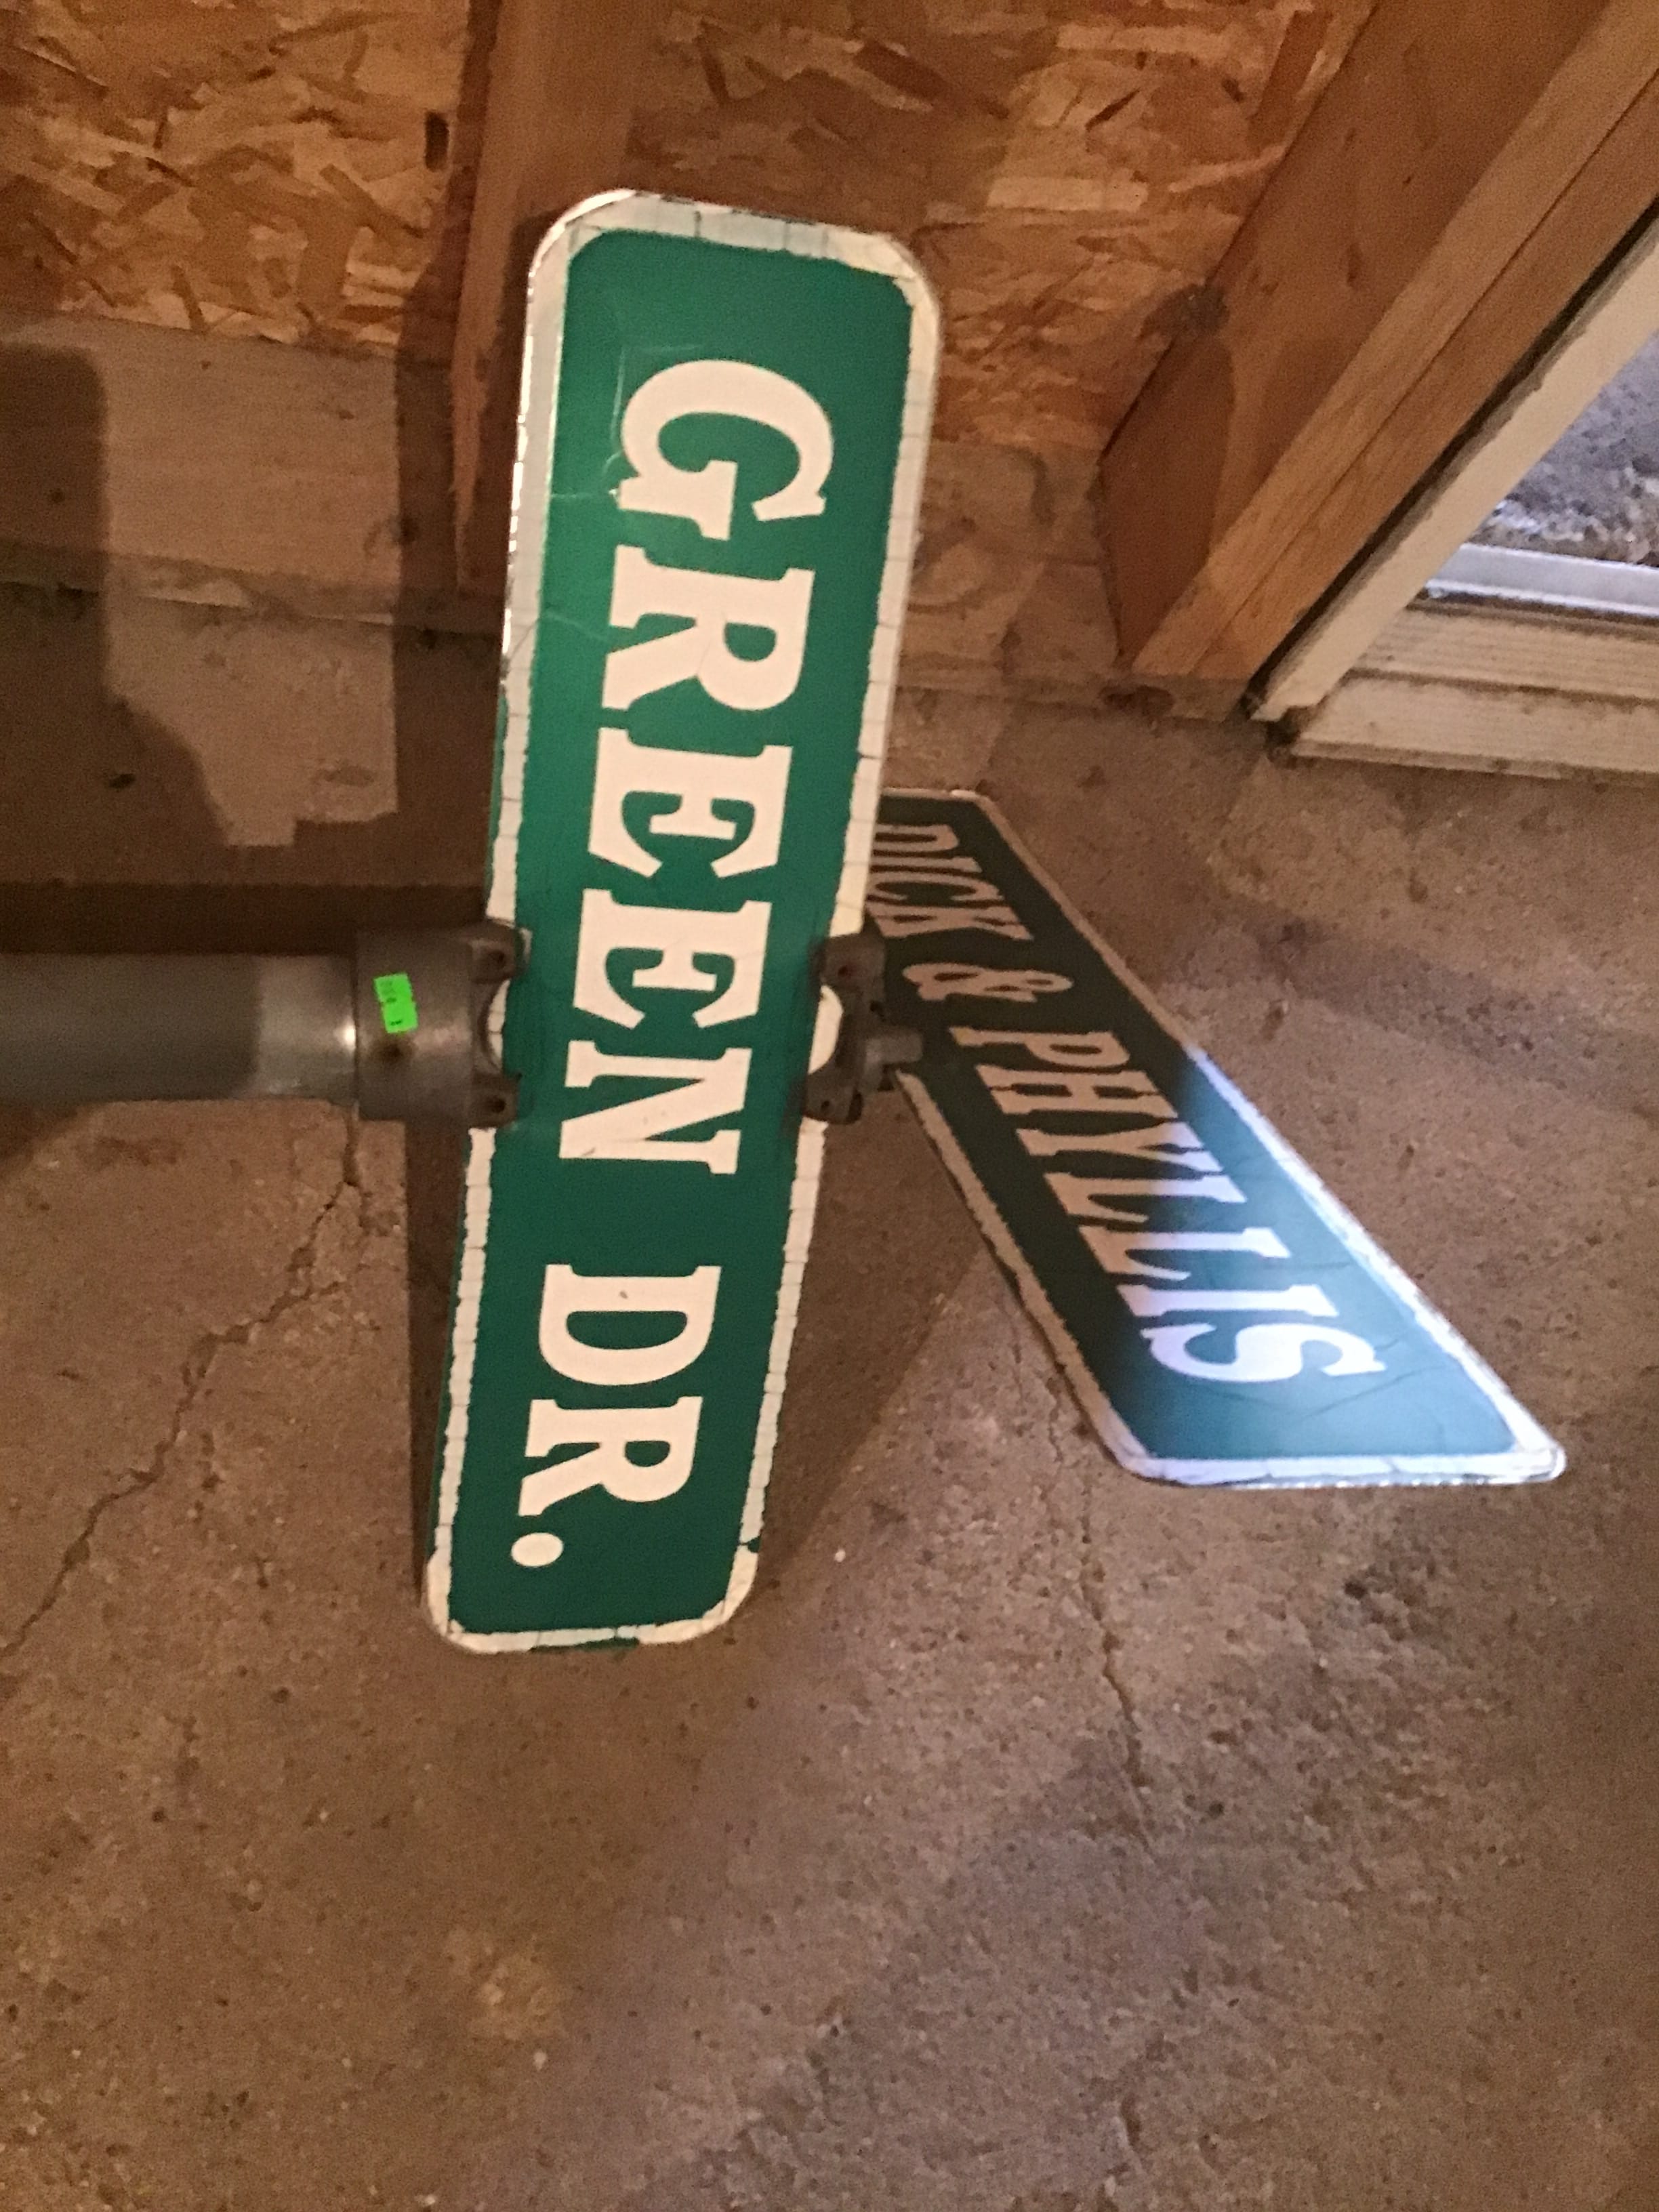 GREEN DR.
DICK & PHYLLIS